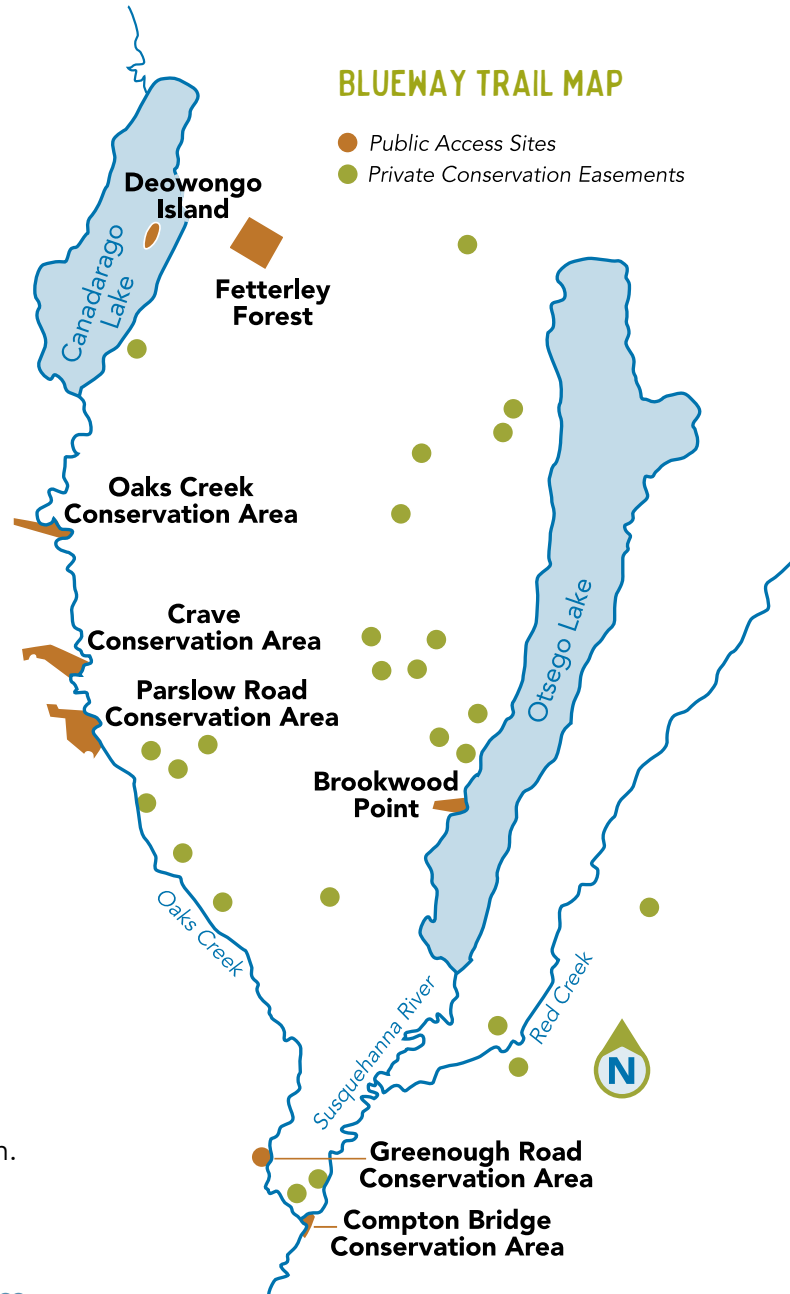 BLUEWAY TRAIL MAP
Public Access Sites
Private Conservation Easements
Deowongo
Island
Canadarago
Lake
Fetterley
Forest
Oaks Creek
Conservation Area
Crave
Conservation Area
Parslow Road
Conservation Area
Otsego Lake
Brookwood
Point
Oaks Creek
Susquehanna River
Red Creek
N
n.
Greenough Road
Conservation Area
Compton Bridge
Conservation Area